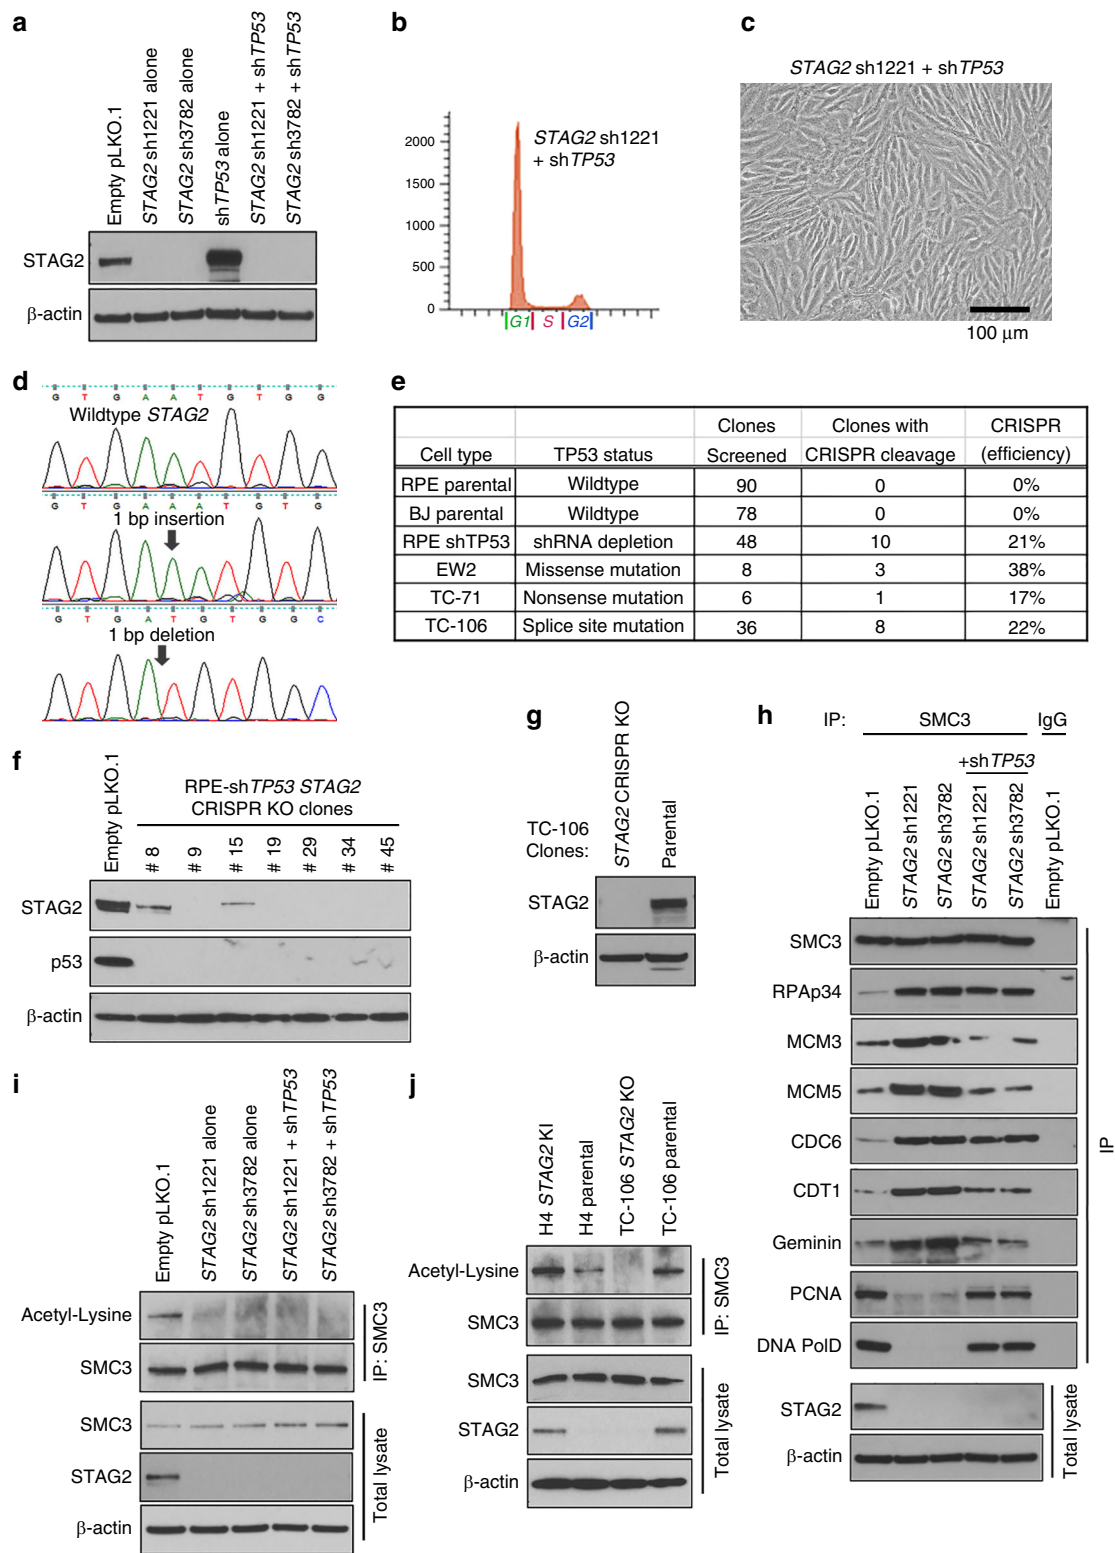 a
Empty pLKO.1
STAG2 sh1221 alone
STAG2 sh3782 alone
shTP53 alone
STAG2 sh1221 + shTP53
STAG2 sh3782 + shTP53
STAG2
β-actin
b
STAG2 sh1221
+ shTP53
2000
1500
1000
500
0
G1 S G2
c
STAG2 sh1221 + shTP53
100 μm
d
G T G A A T G T G G
Wildtype STAG2
G T G A A A T G T G
1 bp insertion
G T G A T G T G G C
1 bp deletion
e
Cell type | TP53 status | Clones Screened | Clones with CRISPR cleavage | CRISPR (efficiency)
RPE parental | Wildtype | 90 | 0 | 0%
BJ parental | Wildtype | 78 | 0 | 0%
RPE shTP53 | shRNA depletion | 48 | 10 | 21%
EW2 | Missense mutation | 8 | 3 | 38%
TC-71 | Nonsense mutation | 6 | 1 | 17%
TC-106 | Splice site mutation | 36 | 8 | 22%
f
Empty pLKO.1
RPE-shTP53 STAG2
CRISPR KO clones
# 8
# 9
# 15
# 19
# 29
# 34
# 45
STAG2
p53
β-actin
g
TC-106
Clones:
STAG2 CRISPR KO
Parental
STAG2
β-actin
h
IP: SMC3 IgG
+shTP53
Empty pLKO.1
STAG2 sh1221
STAG2 sh3782
STAG2 sh1221
STAG2 sh3782
Empty pLKO.1
SMC3
RPAp34
MCM3
MCM5
CDC6
CDT1
Geminin
PCNA
DNA PolD
IP
STAG2
β-actin
Total lysate
i
Empty pLKO.1
STAG2 sh1221 alone
STAG2 sh3782 alone
STAG2 sh1221 + shTP53
STAG2 sh3782 + shTP53
Acetyl-Lysine
SMC3
IP: SMC3
SMC3
STAG2
β-actin
Total lysate
j
H4 STAG2 KI
H4 parental
TC-106 STAG2 KO
TC-106 parental
Acetyl-Lysine
SMC3
IP: SMC3
SMC3
STAG2
β-actin
Total lysate